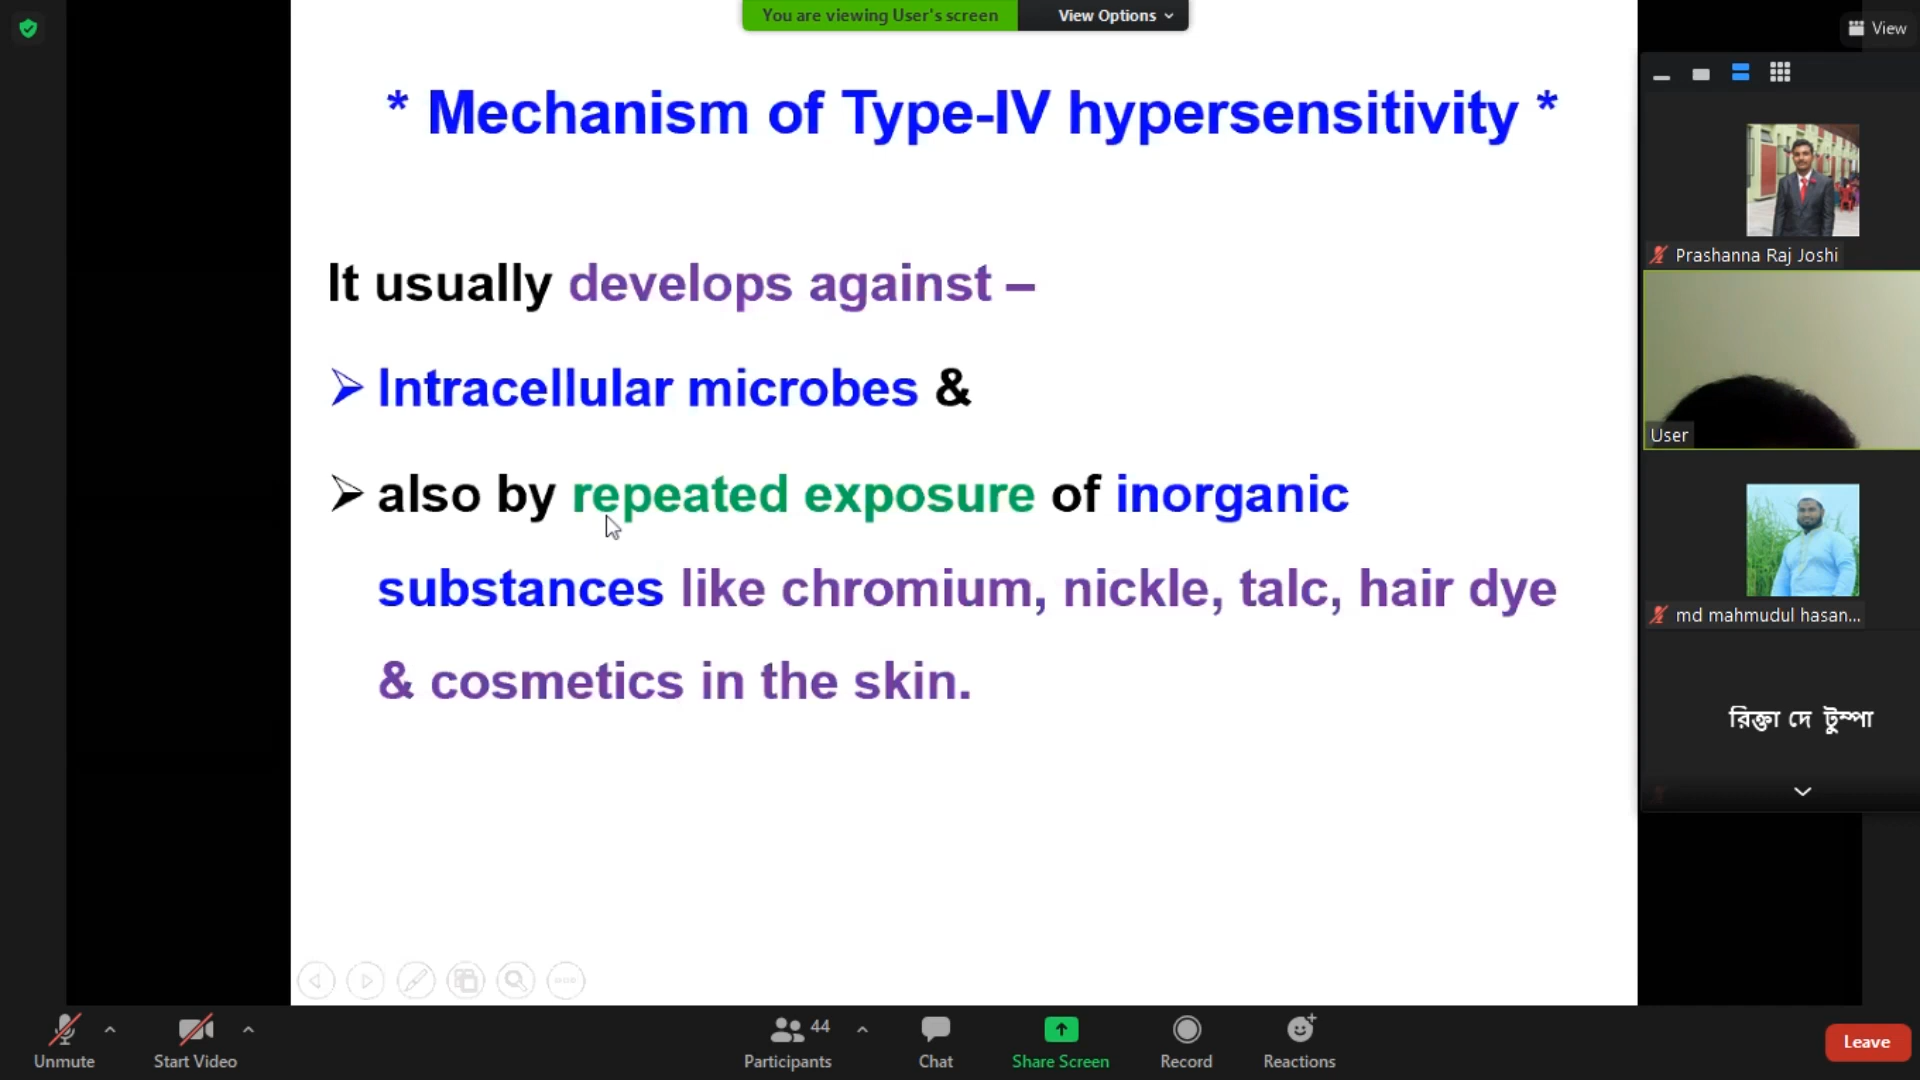 You are viewing User's screen
View Options
View
* Mechanism of Type-IV hypersensitivity *
It usually develops against –
Intracellular microbes &
also by repeated exposure of inorganic
substances like chromium, nickle, talc, hair dye
& cosmetics in the skin.
Prashanna Raj Joshi
User
md mahmudul hasan...
রিক্তা দে টুম্পা
Unmute
Start Video
44
Participants
Chat
Share Screen
Record
Reactions
Leave